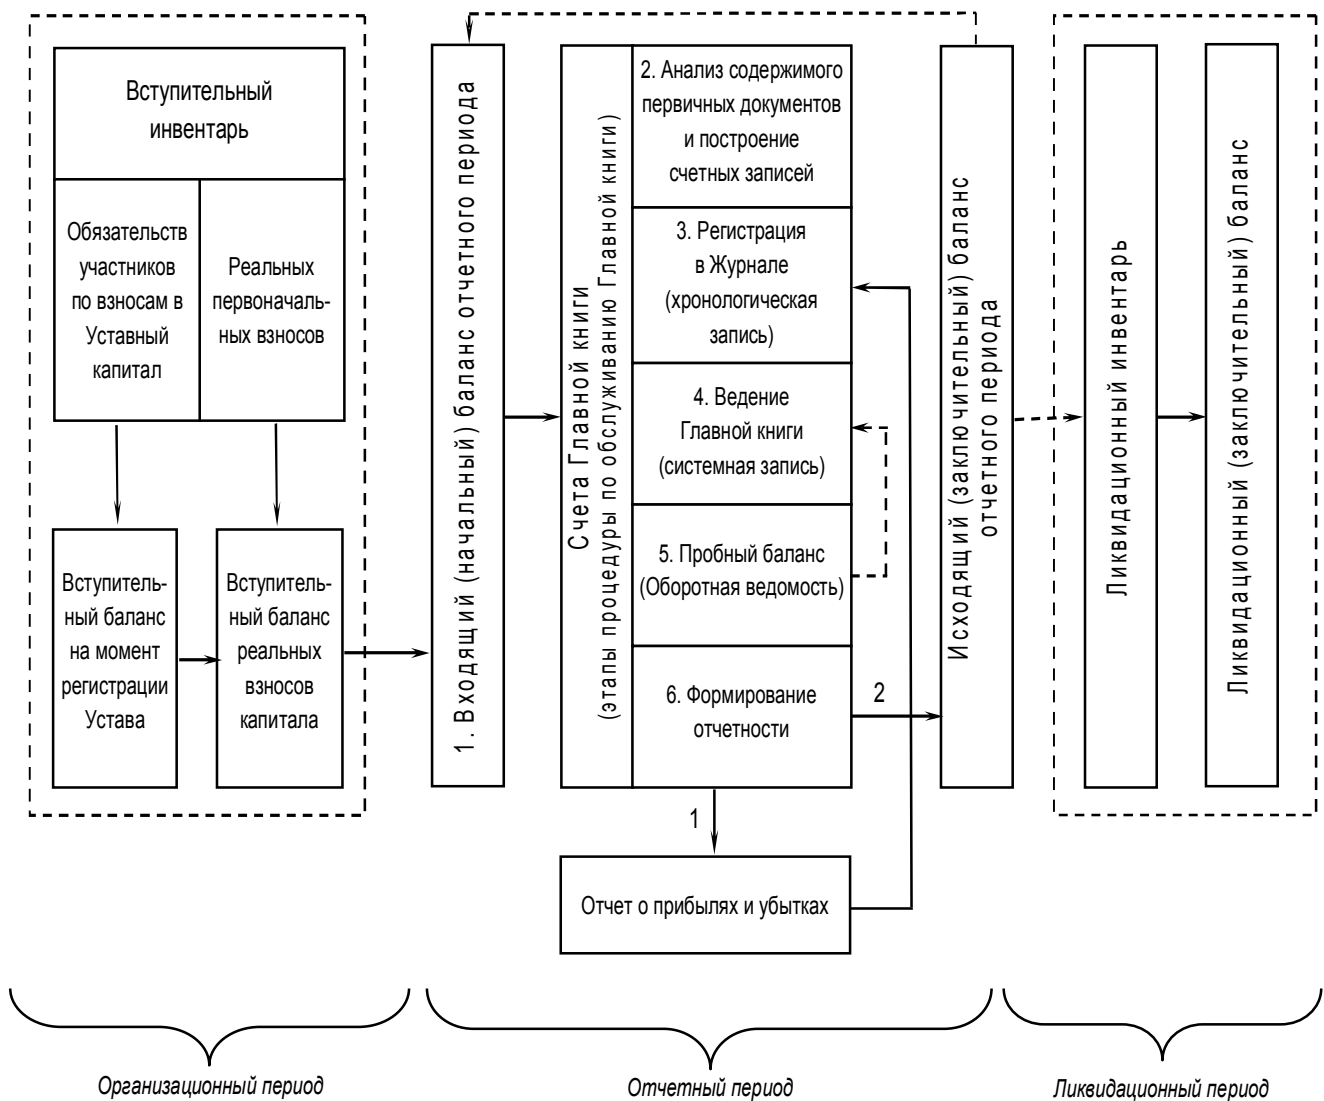 Вступительный
инвентарь
Обязательств
участников
по взносам в
Уставный
капитал
Реальных
первоначаль-
ных взносов
Вступитель-
ный баланс
на момент
регистрации
Устава
Вступитель-
ный баланс
реальных
взносов
капитала
1. Входящий (начальный) баланс отчетного периода
Счета Главной книги
(этапы процедуры по обслуживанию Главной книги)
2. Анализ содержимого
первичных документов
и построение
счетных записей
3. Регистрация
в Журнале
(хронологическая
запись)
4. Ведение
Главной книги
(системная запись)
5. Пробный баланс
(Оборотная ведомость)
6. Формирование
отчетности
2
1
Отчет о прибылях и убытках
Исходящий (заключительный) баланс
отчетного периода
Ликвидационный инвентарь
Ликвидационный (заключительный) баланс
Организационный период
Отчетный период
Ликвидационный период